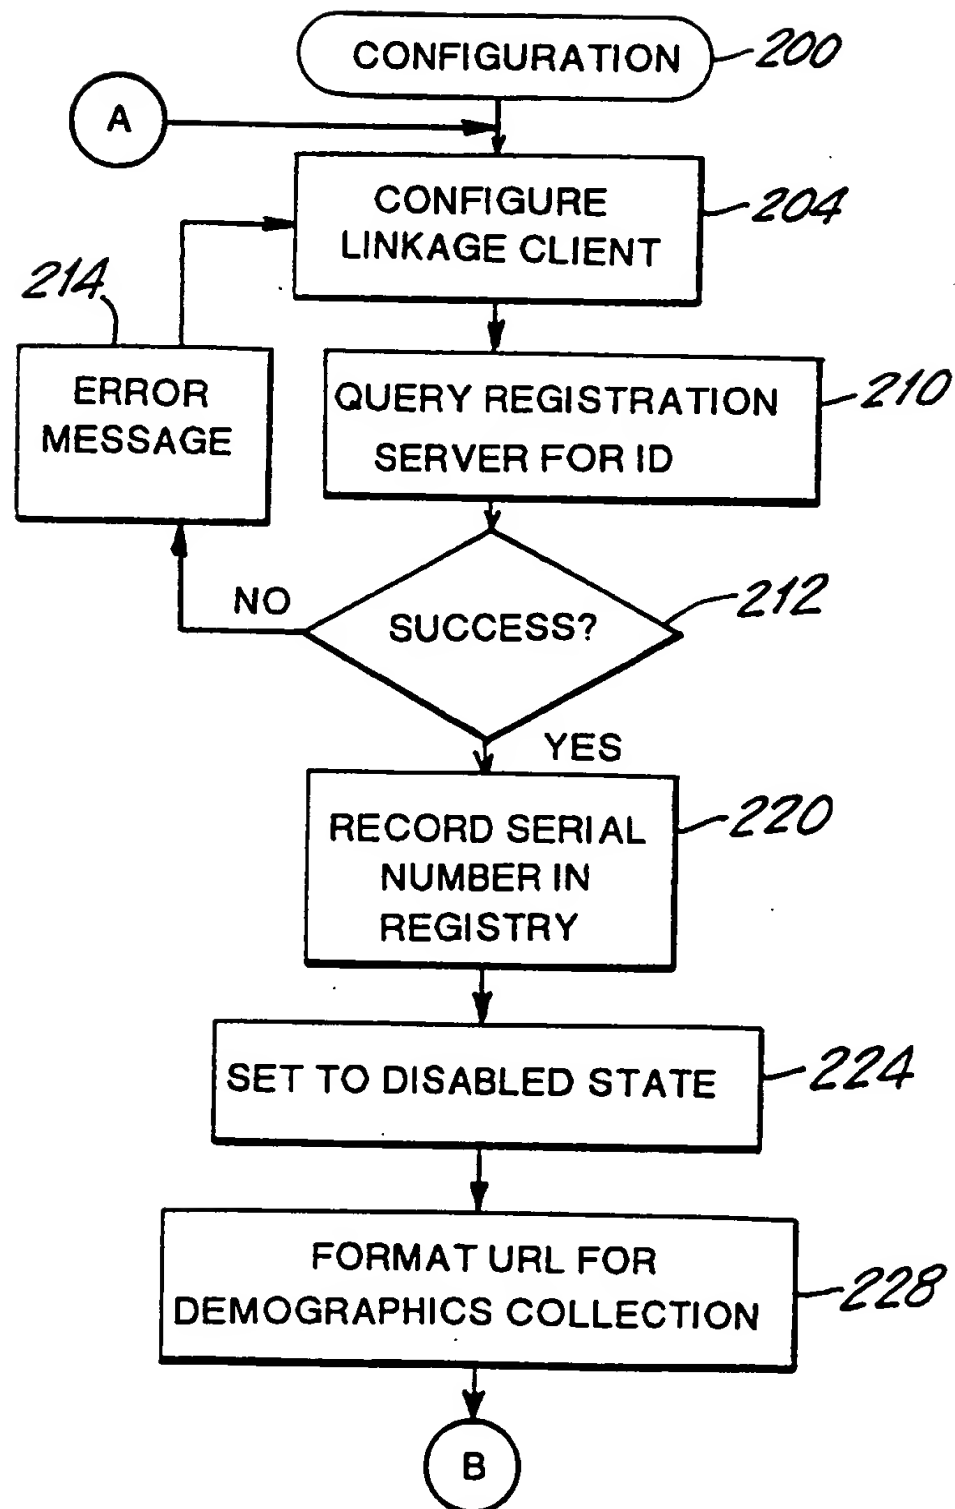 CONFIGURATION
200
A
CONFIGURE
LINKAGE CLIENT
204
214
ERROR
MESSAGE
QUERY REGISTRATION
SERVER FOR ID
210
NO
SUCCESS?
212
YES
RECORD SERIAL
NUMBER IN
REGISTRY
220
SET TO DISABLED STATE
224
FORMAT URL FOR
DEMOGRAPHICS COLLECTION
228
B